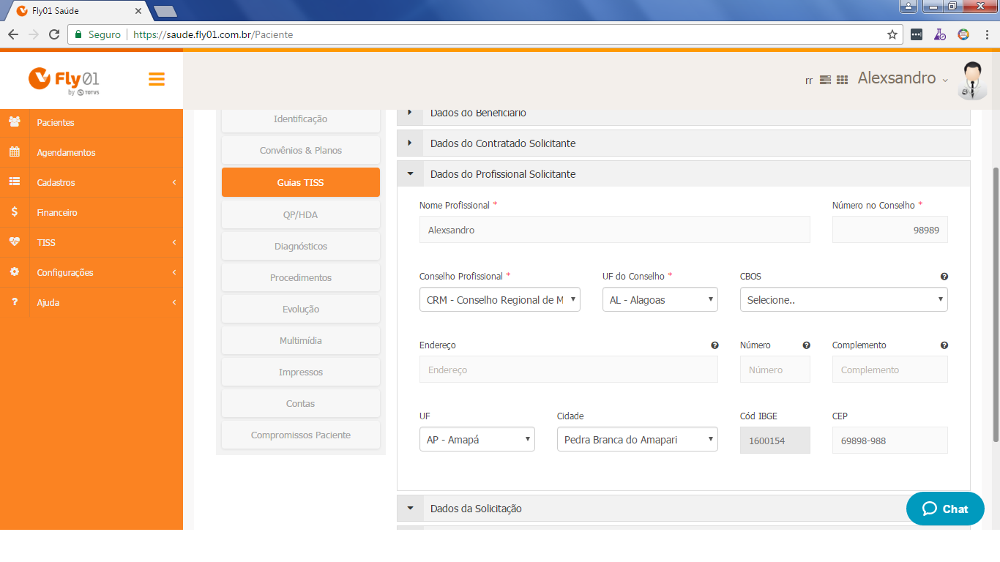 Fly01 Saúde
Seguro
https://saude.fly01.com.br/Paciente
Fly01
by TOTVS
rr
Alexsandro
Pacientes
Agendamentos
Cadastros
Financeiro
TISS
Configurações
Ajuda
Identificação
Convênios & Planos
Guias TISS
QP/HDA
Diagnósticos
Procedimentos
Evolução
Multimídia
Impressos
Contas
Compromissos Paciente
Dados do Beneficiário
Dados do Contratado Solicitante
Dados do Profissional Solicitante
Nome Profissional *
Número no Conselho *
Alexsandro
98989
Conselho Profissional *
UF do Conselho *
CBOS
CRM - Conselho Regional de M
AL - Alagoas
Selecione..
Endereço
Número
Complemento
Endereço
Número
Complemento
UF
Cidade
Cód IBGE
CEP
AP - Amapá
Pedra Branca do Amapari
1600154
69898-988
Dados da Solicitação
Chat